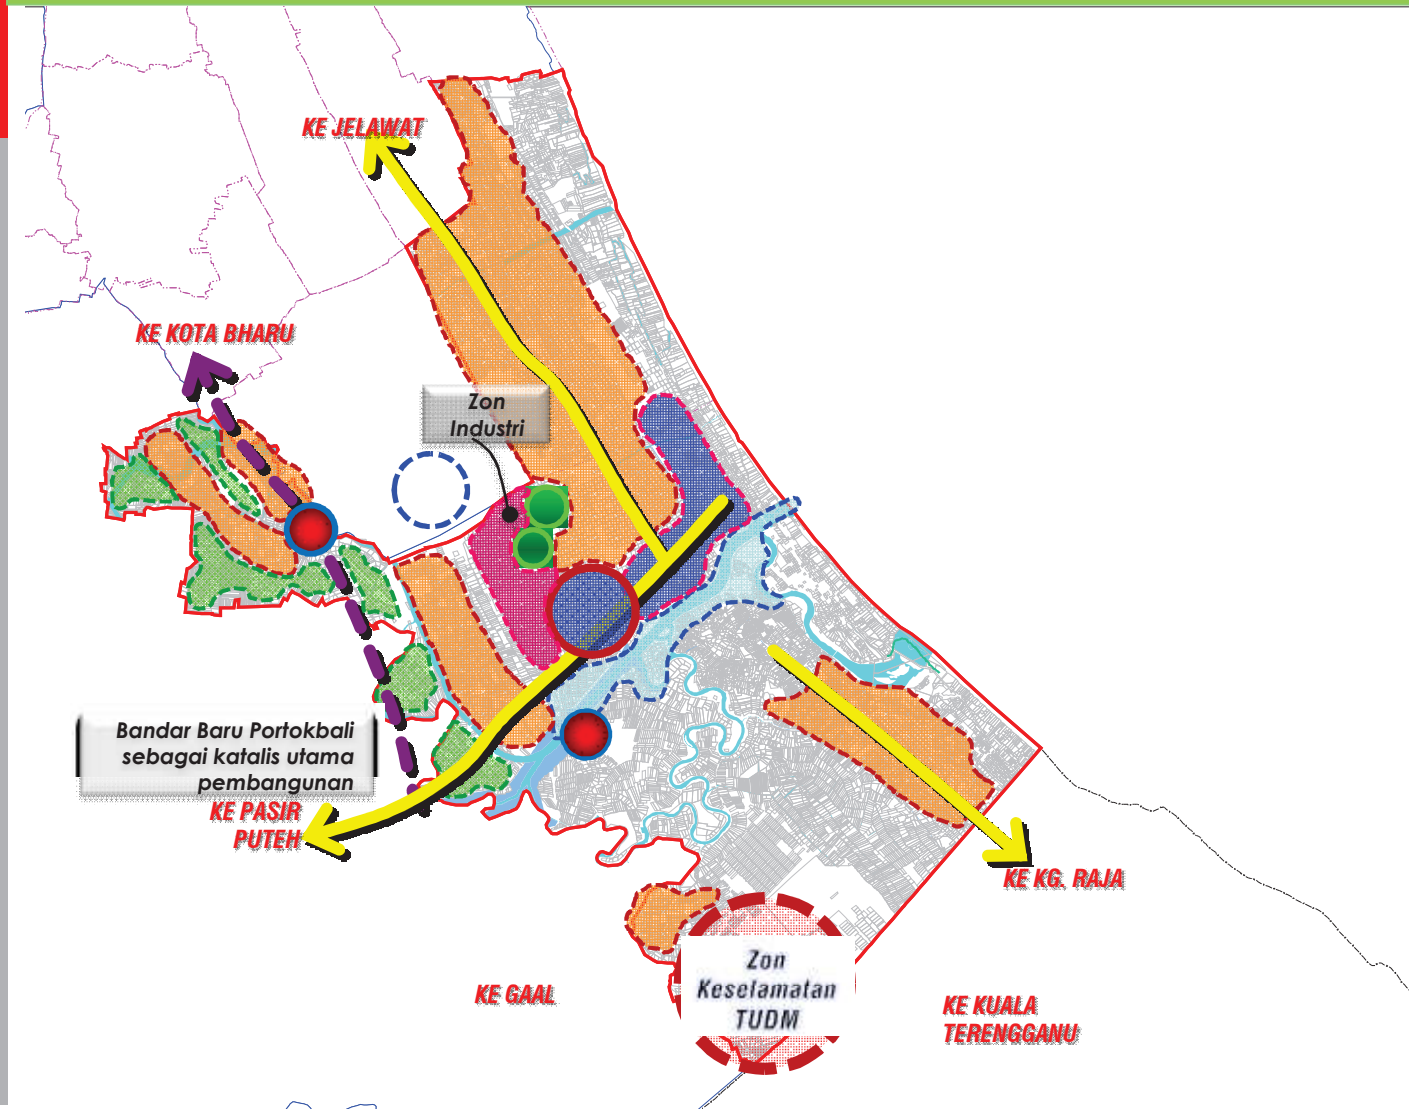 KE JELAWAT
KE KOTA BHARU
Zon
Industri
Bandar Baru Portokbali
sebagai katalis utama
pembangunan
KE PASIR
PUTEH
KE KG. RAJA
Zon
Keselamatan
TUDM
KE GAAL
KE KUALA
TERENGGANU